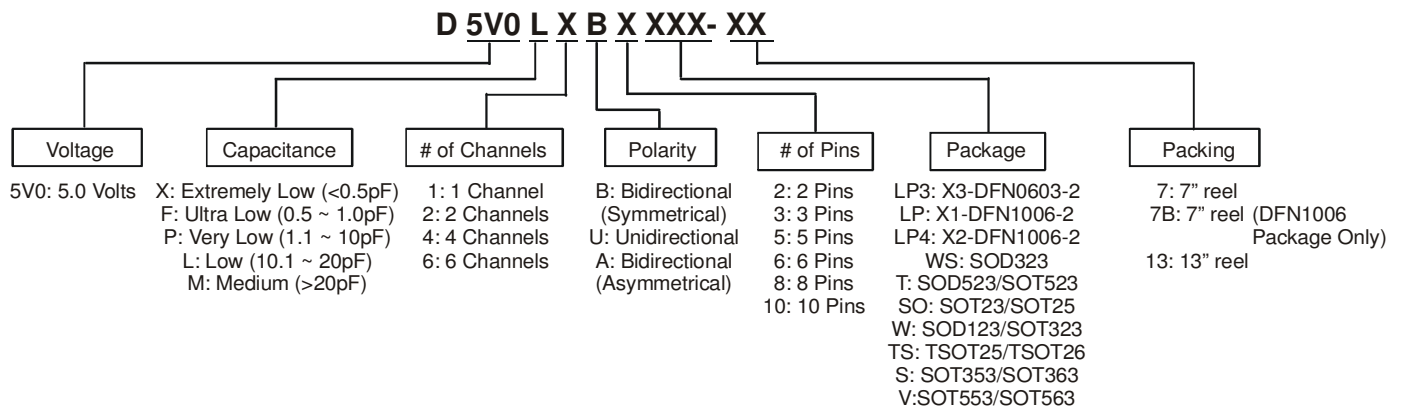 D 5V0 L X B X XXX- XX
Voltage
5V0: 5.0 Volts
Capacitance
X: Extremely Low (<0.5pF)
F: Ultra Low (0.5 ~ 1.0pF)
P: Very Low (1.1 ~ 10pF)
L: Low (10.1 ~ 20pF)
M: Medium (>20pF)
# of Channels
1: 1 Channel
2: 2 Channels
4: 4 Channels
6: 6 Channels
Polarity
B: Bidirectional
(Symmetrical)
U: Unidirectional
A: Bidirectional
(Asymmetrical)
# of Pins
2: 2 Pins
3: 3 Pins
5: 5 Pins
6: 6 Pins
8: 8 Pins
10: 10 Pins
Package
LP3: X3-DFN0603-2
LP: X1-DFN1006-2
LP4: X2-DFN1006-2
WS: SOD323
T: SOD523/SOT523
SO: SOT23/SOT25
W: SOD123/SOT323
TS: TSOT25/TSOT26
S: SOT353/SOT363
V:SOT553/SOT563
Packing
7: 7” reel
7B: 7” reel (DFN1006
Package Only)
13: 13” reel